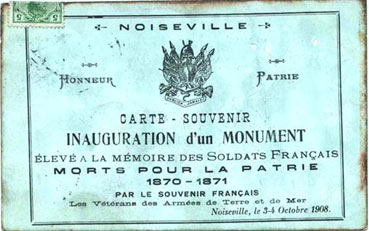 NOISEVILLE
HONNEUR PATRIE
CARTE - SOUVENIR
INAUGURATION d'un MONUMENT
ÉLEVÉ A LA MÉMOIRE DES SOLDATS FRANÇAIS
MORTS POUR LA PATRIE
1870-1871
PAR LE SOUVENIR FRANÇAIS
Les Vétérans des Armées de Terre et de Mer
Noiseville, le 3-4 Octobre 1908.